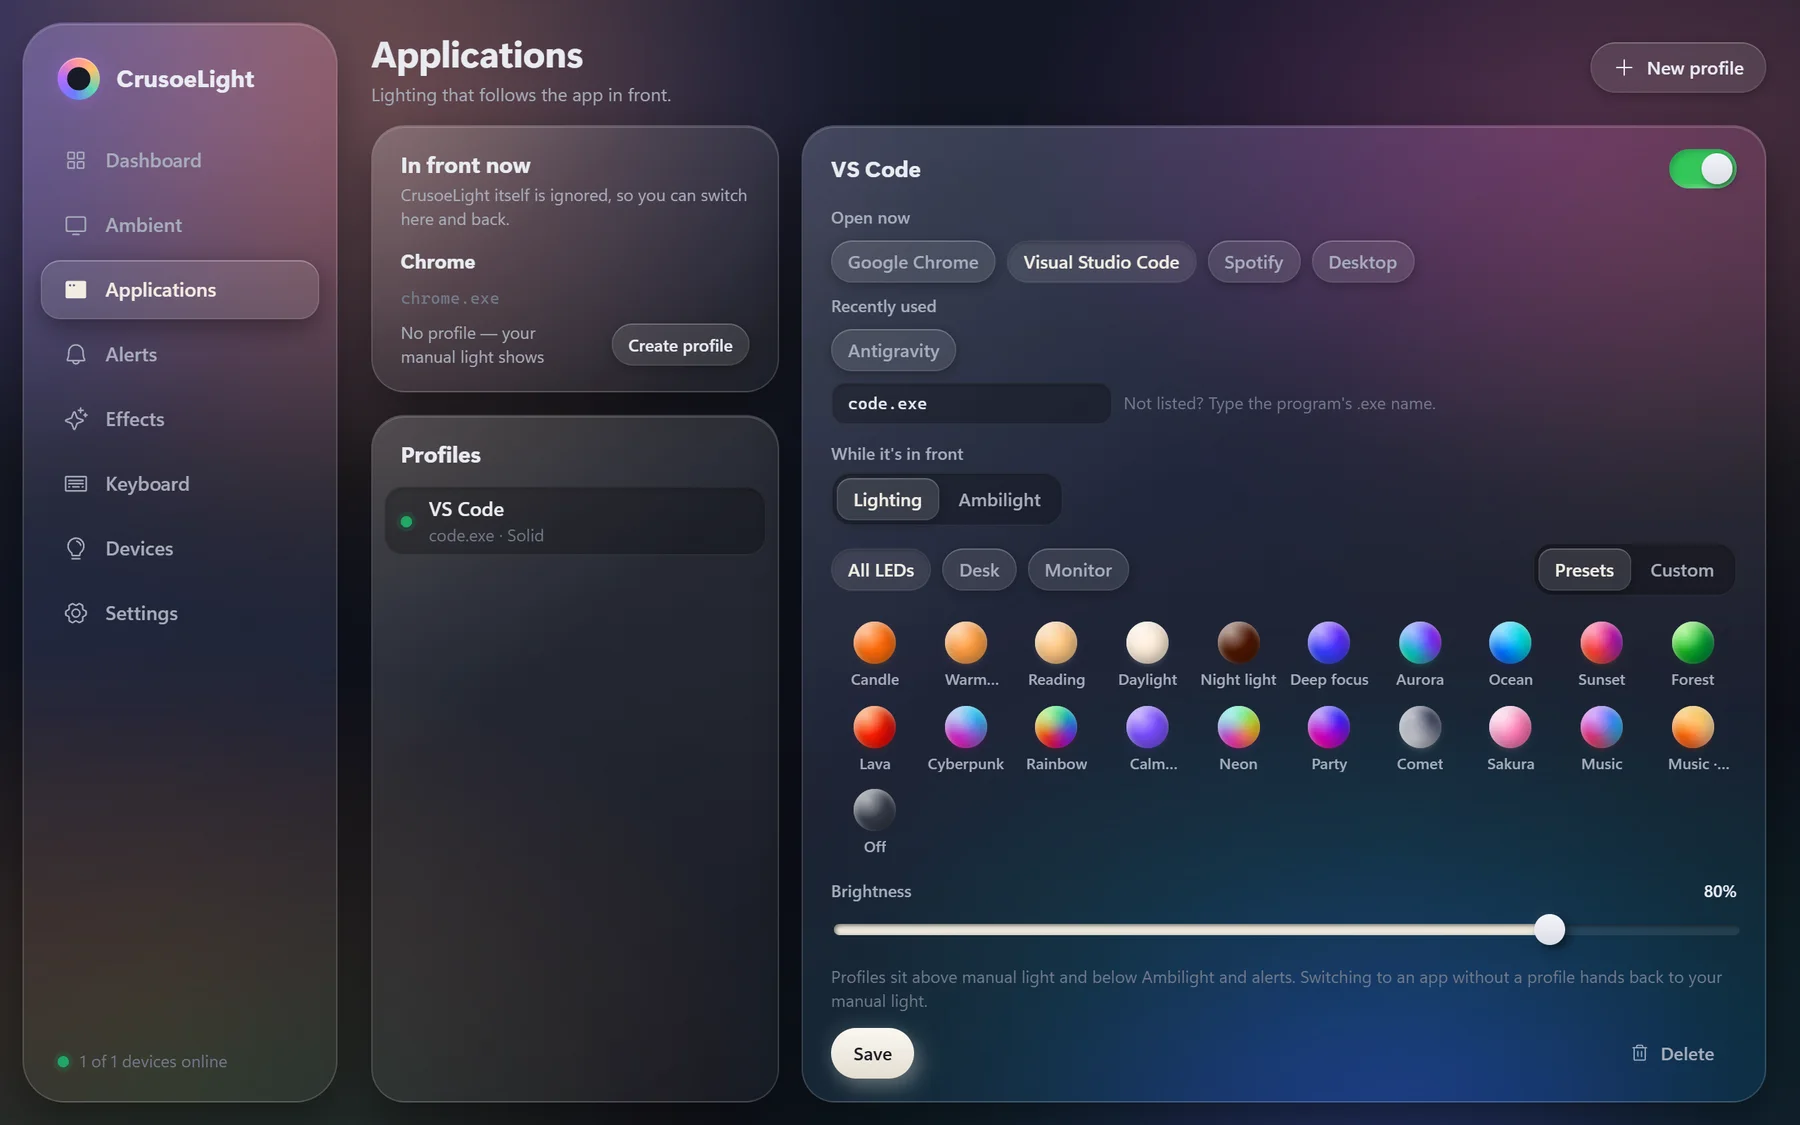 CrusoeLight
Dashboard
Ambient
Applications
Alerts
Effects
Keyboard
Devices
Settings
1 of 1 devices online
Applications
Lighting that follows the app in front.
New profile
In front now
CrusoeLight itself is ignored, so you can switch
here and back.
Chrome
chrome.exe
No profile — your
manual light shows
Create profile
Profiles
VS Code
code.exe · Solid
VS Code
Open now
Google Chrome
Visual Studio Code
Spotify
Desktop
Recently used
Antigravity
code.exe
Not listed? Type the program's .exe name.
While it's in front
Lighting
Ambilight
All LEDs
Desk
Monitor
Presets
Custom
Candle
Warm...
Reading
Daylight
Night light
Deep focus
Aurora
Ocean
Sunset
Forest
Lava
Cyberpunk
Rainbow
Calm...
Neon
Party
Comet
Sakura
Music
Music ·...
Off
Brightness
80%
Profiles sit above manual light and below Ambilight and alerts. Switching to an app without a profile hands back to your
manual light.
Save
Delete